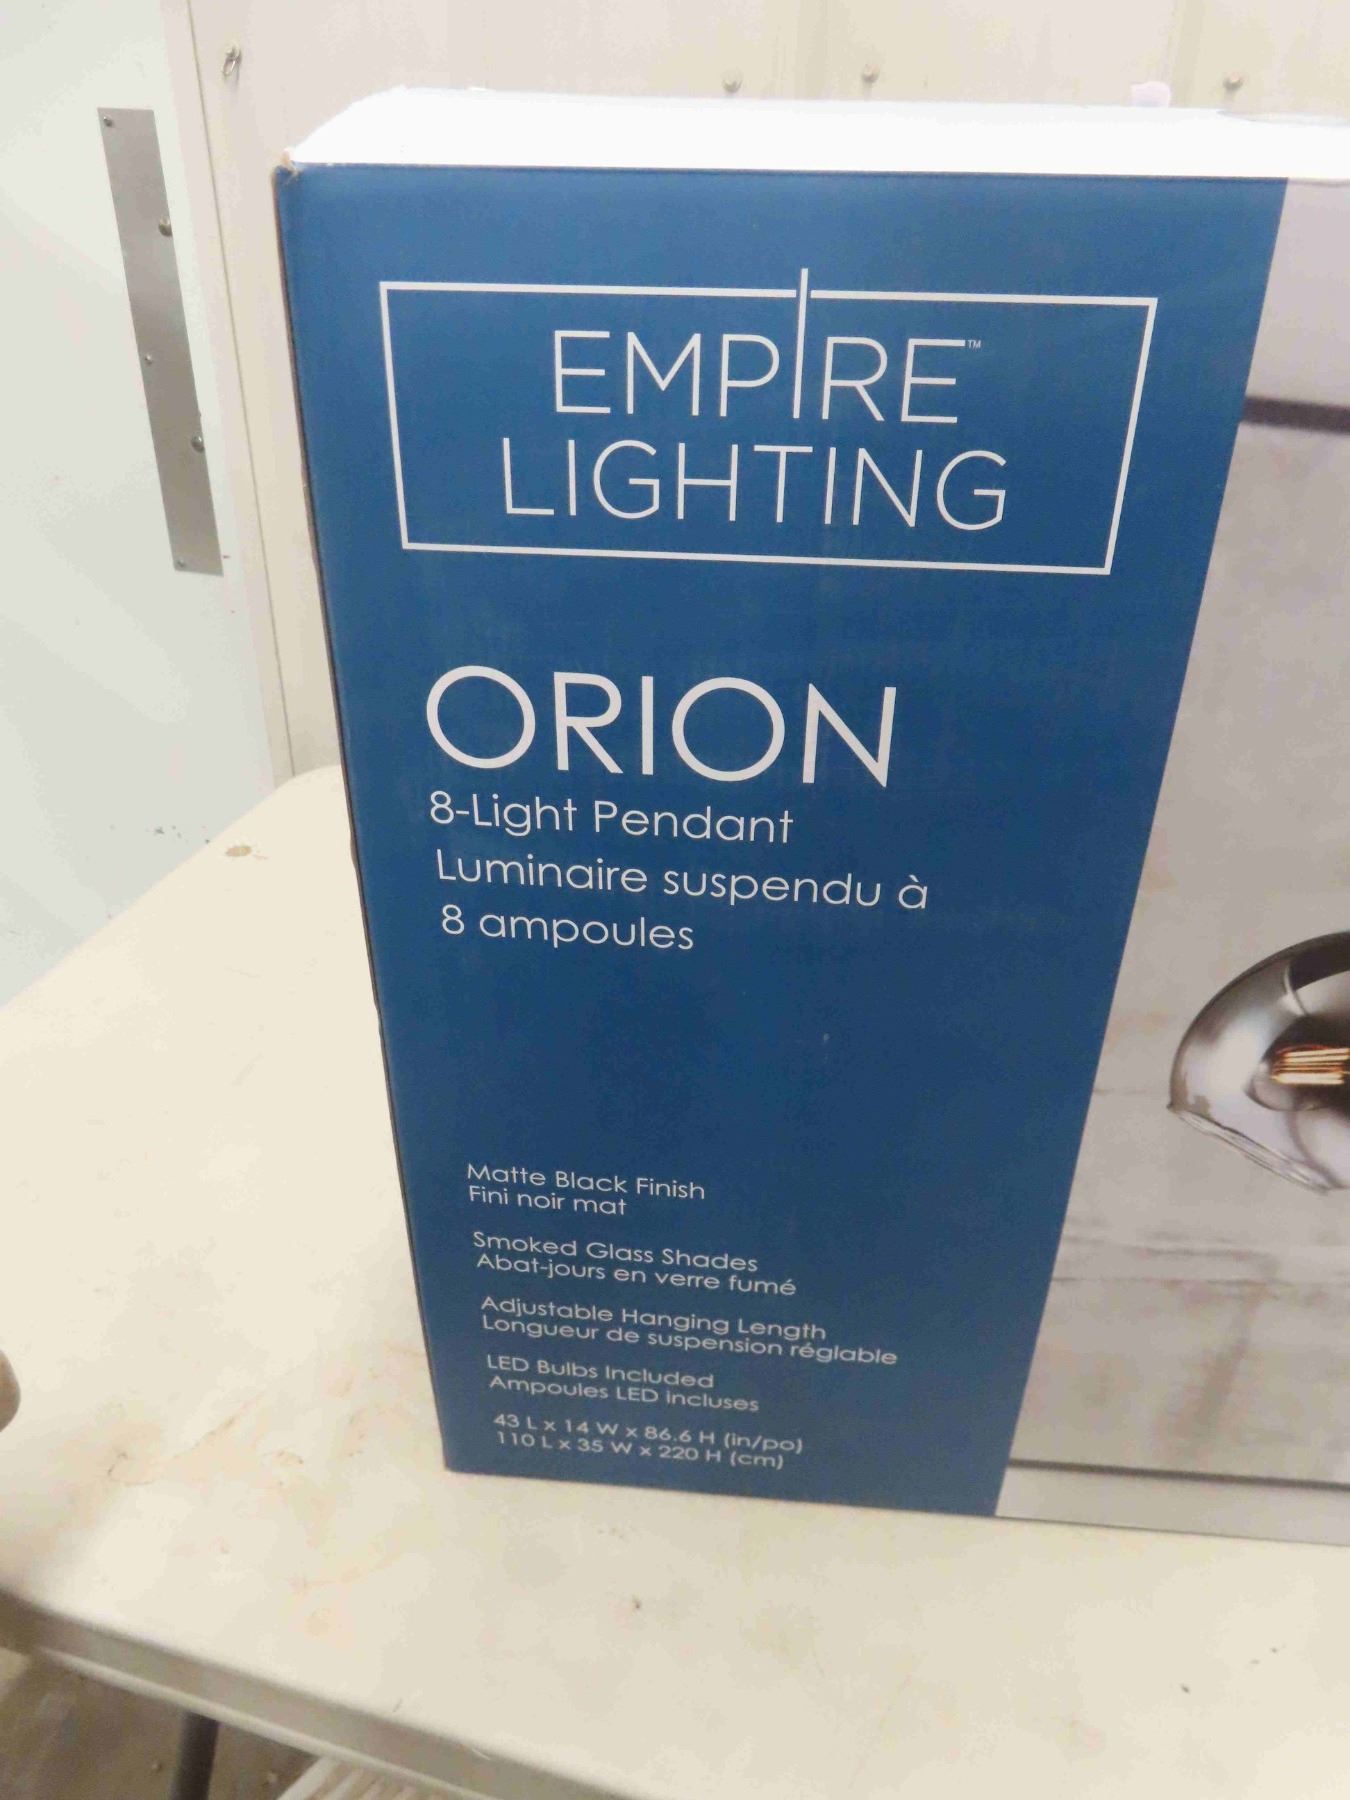 EMPIRE™
LIGHTING
ORION
8-Light Pendant
Luminaire suspendu à
8 ampoules
Matte Black Finish
Fini noir mat
Smoked Glass Shades
Abat-jours en verre fumé
Adjustable Hanging Length
Longueur de suspension réglable
LED Bulbs Included
Ampoules LED incluses
43 L x 14 W x 86.6 H (in/po)
110 L x 35 W x 220 H (cm)